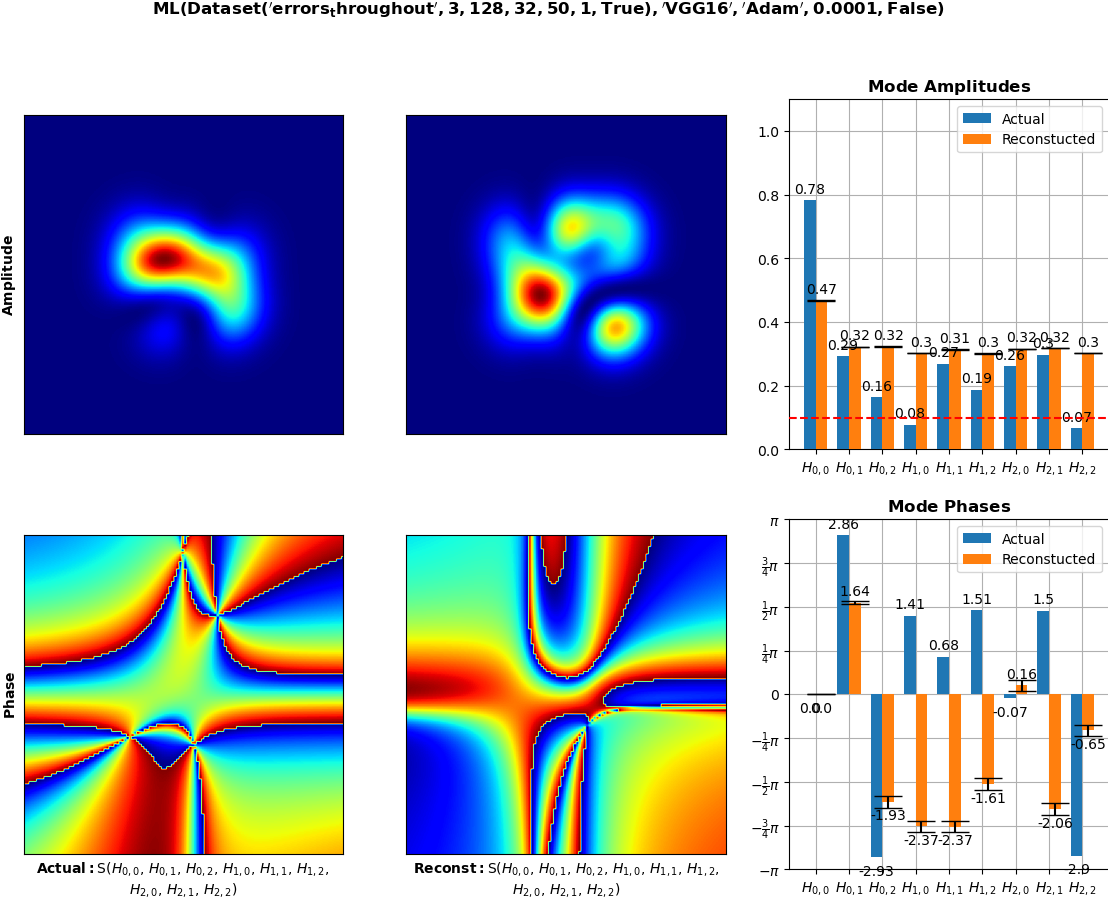 ML(Dataset('errors_throughout', 3, 128, 32, 50, 1, True), 'VGG16', 'Adam', 0.0001, False)
Amplitude
Mode Amplitudes
Actual
Reconstucted
1.0
0.8
0.6
0.4
0.2
0.0
0.78
0.47
0.29
0.32
0.16
0.32
0.08
0.3
0.27
0.31
0.19
0.3
0.26
0.32
0.3
0.32
0.07
0.3
H0,0 H0,1 H0,2 H1,0 H1,1 H1,2 H2,0 H2,1 H2,2
Phase
Actual: S(H0,0, H0,1, H0,2, H1,0, H1,1, H1,2,
H2,0, H2,1, H2,2)
Reconst: S(H0,0, H0,1, H0,2, H1,0, H1,1, H1,2,
H2,0, H2,1, H2,2)
Mode Phases
Actual
Reconstucted
π
3/4π
1/2π
1/4π
0
−1/4π
−1/2π
−3/4π
−π
0.0
0.0
2.86
1.64
-2.93
-1.93
1.41
-2.37
0.68
-2.37
1.51
-1.61
-0.07
0.16
1.5
-2.06
2.9
-0.65
H0,0 H0,1 H0,2 H1,0 H1,1 H1,2 H2,0 H2,1 H2,2